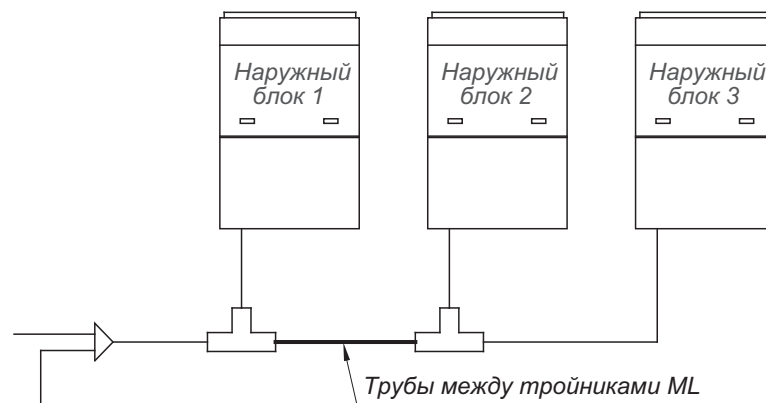 Наружный
блок 1
Наружный
блок 2
Наружный
блок 3
Трубы между тройниками ML